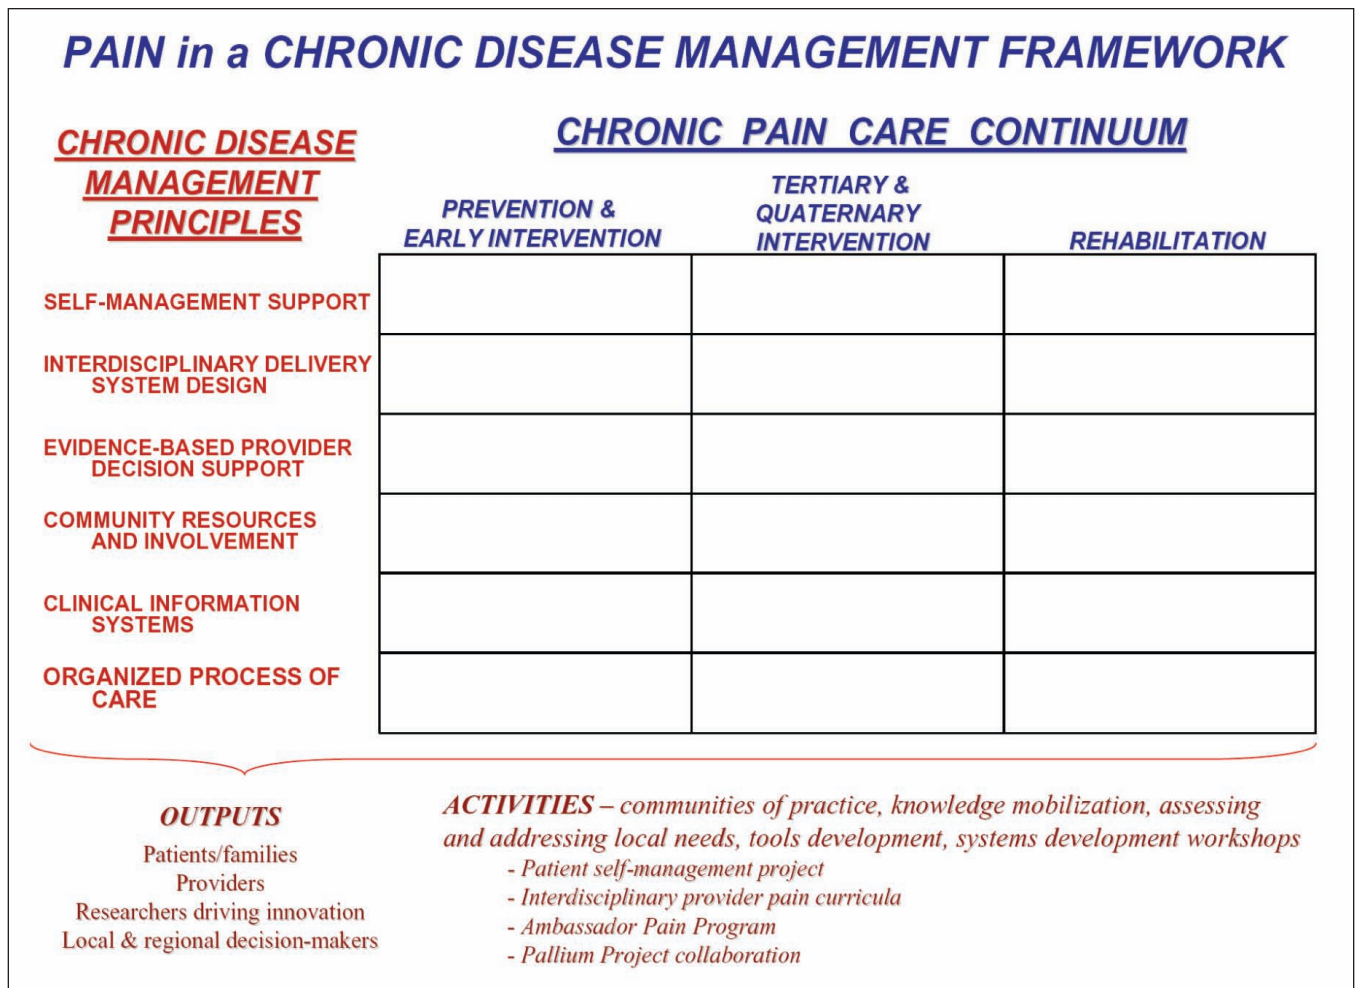 PAIN in a CHRONIC DISEASE MANAGEMENT FRAMEWORK
CHRONIC DISEASE
MANAGEMENT
PRINCIPLES
CHRONIC PAIN CARE CONTINUUM
PREVENTION &
EARLY INTERVENTION
TERTIARY &
QUATERNARY
INTERVENTION
REHABILITATION
SELF-MANAGEMENT SUPPORT
INTERDISCIPLINARY DELIVERY
SYSTEM DESIGN
EVIDENCE-BASED PROVIDER
DECISION SUPPORT
COMMUNITY RESOURCES
AND INVOLVEMENT
CLINICAL INFORMATION
SYSTEMS
ORGANIZED PROCESS OF
CARE
OUTPUTS
Patients/families
Providers
Researchers driving innovation
Local & regional decision-makers
ACTIVITIES – communities of practice, knowledge mobilization, assessing
and addressing local needs, tools development, systems development workshops
- Patient self-management project
- Interdisciplinary provider pain curricula
- Ambassador Pain Program
- Pallium Project collaboration